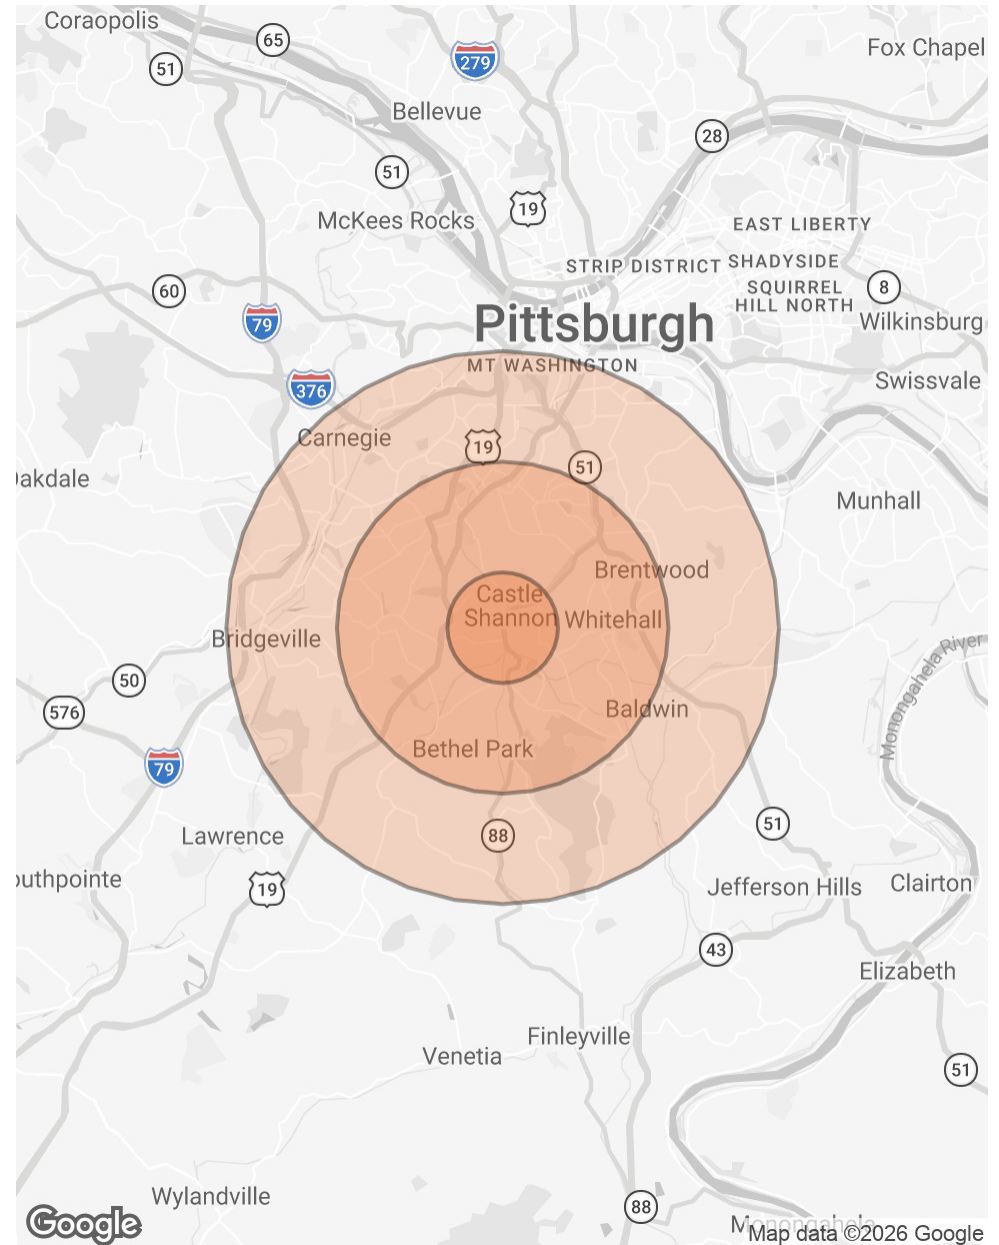 Coraopolis
65
Fox Chapel
51
279
Bellevue
28
51
19
McKees Rocks
EAST LIBERTY
STRIP DISTRICT
SHADYSIDE
60
8
SQUIRREL
HILL NORTH
79
Pittsburgh
Wilkinsburg
MT WASHINGTON
376
Swissvale
Carnegie
19
51
akdale
Munhall
Brentwood
Castle
Shannon
Whitehall
Bridgeville
Monongahela River
50
576
Baldwin
Bethel Park
79
51
88
Lawrence
outhpointe
19
Jefferson Hills
Clairton
43
Elizabeth
Finleyville
Venetia
51
Wylandville
88
Monongahela
Google
Map data ©2026 Google